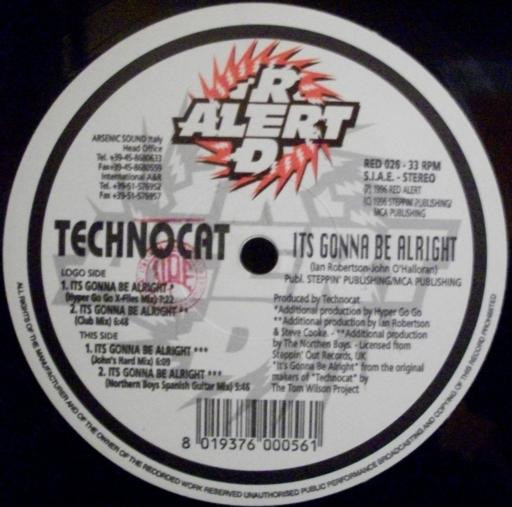 RED
ALERT
ARSENIC SOUND Italy
Head Office
Tel. +39-45-8680633
Fax+39-45-8680559
International A&R
Tel. +39-51-576952
Fax +39-51-576957
RED 026 - 33 RPM
S.I.A.E. - STEREO
(P) 1996 RED ALERT
(C) 1996 STEPPIN' PUBLISHING/
MCA PUBLISHING
TECHNOCAT
ITS GONNA BE ALRIGHT
(Ian Robertson-John O'Halloran)
Publ. STEPPIN' PUBLISHING/MCA PUBLISHING
LOGO SIDE
1. ITS GONNA BE ALRIGHT *
(Hyper Go Go X-Files Mix) 7:22
2. ITS GONNA BE ALRIGHT **
(Club Mix) 6:48
THIS SIDE
1. ITS GONNA BE ALRIGHT ***
(John's Hard Mix) 6:09
2. ITS GONNA BE ALRIGHT ***
(Northern Boys Spanish Guitar Mix) 5:46
Produced by Technocat
*Additional production by Hyper Go Go
**Additional production by Ian Robertson
& Steve Cooke. - **Additional production
by The Northen Boys. - Licensed from
Steppin' Out Records, UK
"It's Gonna Be Alright" from the original
makers of "Technocat" by
The Tom Wilson Project
8 019376 000561
ALL RIGHTS OF THE MANUFACTURER AND OF THE OWNER OF THE RECORDED WORK RESERVED UNAUTHORISED PUBLIC PERFORMANCE BROADCASTING AND COPYING OF THIS RECORD PROHIBITED